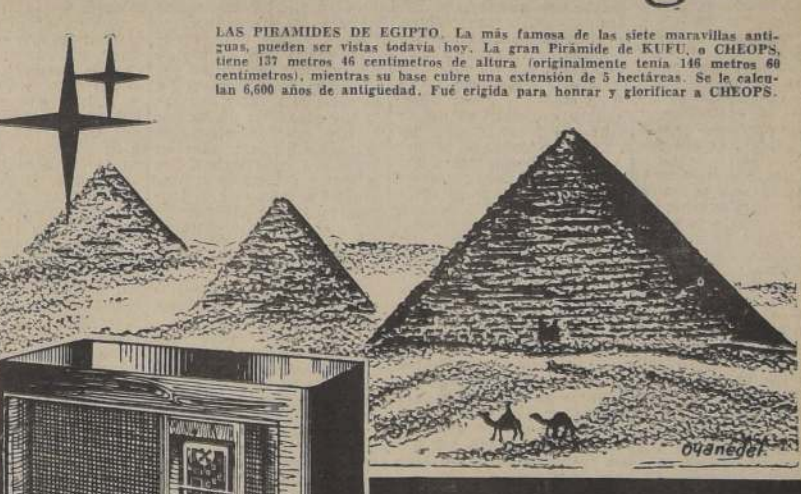 LAS PIRAMIDES DE EGIPTO. La más famosa de las siete maravillas anti-
guas, pueden ser vistas todavía hoy. La gran Pirámide de KUFU, o CHEOPS,
tiene 137 metros 46 centímetros de altura (originalmente tenía 146 metros 60
centímetros), mientras su base cubre una extensión de 5 hectáreas. Se le calcu-
lan 6,600 años de antigüedad. Fué erigida para honrar y glorificar a CHEOPS.
oyanedel.